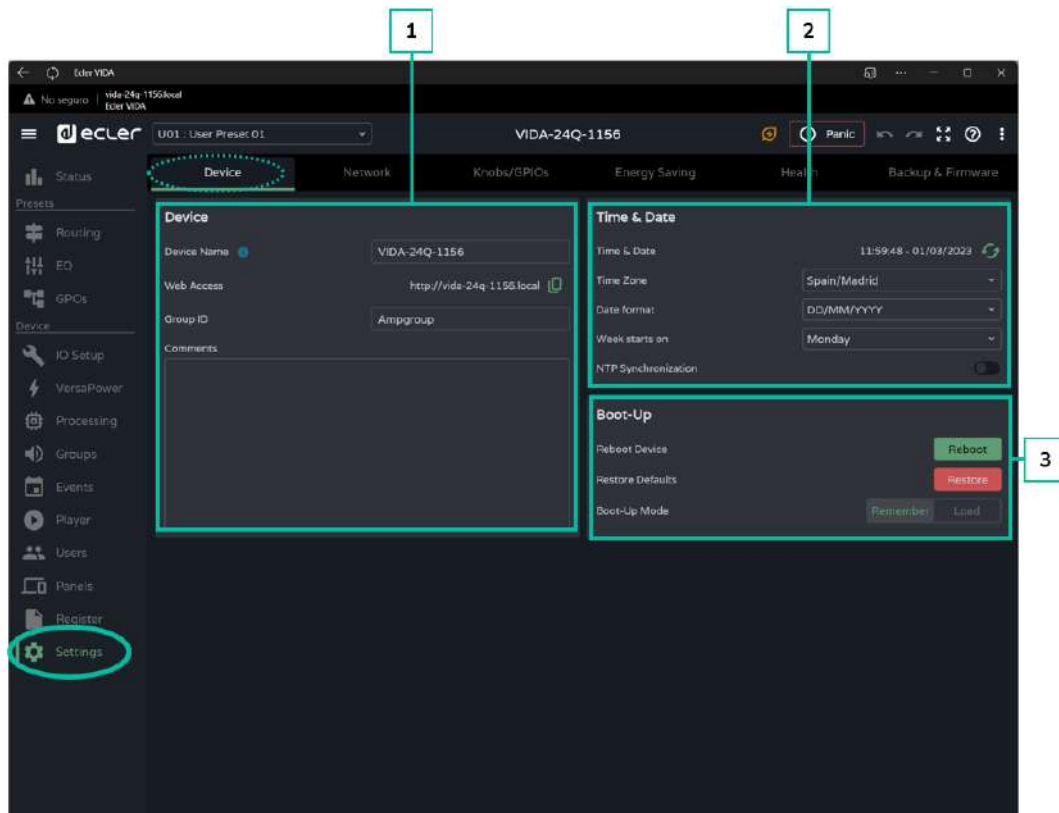 1
2
Ecler VIDA
No seguro
vida-24q-1156.local
Ecler VIDA
ecler
U01 : User Preset 01
VIDA-24Q-1156
Panic
Status
Device
Network
Knobs/GPIOs
Energy Saving
Health
Backup & Firmware
Presets
Routing
EQ
GPOs
Device
IO Setup
VersaPower
Processing
Groups
Events
Player
Users
Panels
Register
Settings
Device
Device Name
VIDA-24Q-1156
Web Access
http://vida-24q-1156.local
Group ID
Ampgroup
Comments
Time & Date
Time & Date
11:59:48 - 01/03/2023
Time Zone
Spain/Madrid
Date format
DD/MM/YYYY
Week starts on
Monday
NTP Synchronization
Boot-Up
Reboot Device
Reboot
Restore Defaults
Restore
Boot-Up Mode
Remember
Load
3